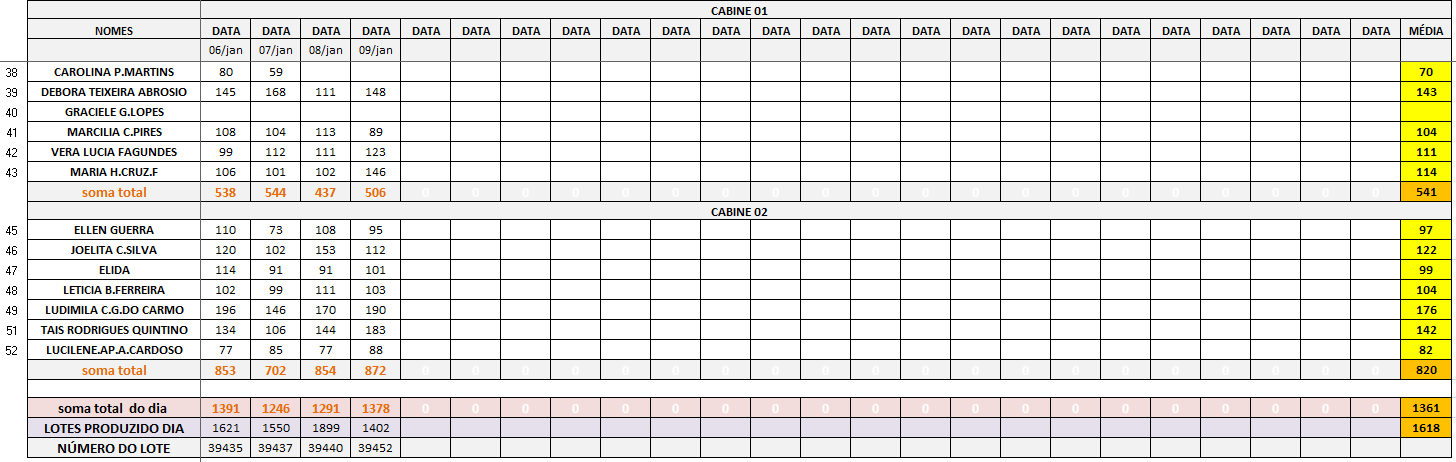 CABINE 01
NOMES DATA DATA DATA DATA DATA DATA DATA DATA DATA DATA DATA DATA DATA DATA DATA DATA DATA DATA DATA DATA DATA DATA DATA DATA MÉDIA
06/jan 07/jan 08/jan 09/jan
38 CAROLINA P.MARTINS 80 59 70
39 DEBORA TEIXEIRA ABROSIO 145 168 111 148 143
40 GRACIELE G.LOPES
41 MARCILIA C.PIRES 108 104 113 89 104
42 VERA LUCIA FAGUNDES 99 112 111 123 111
43 MARIA H.CRUZ.F 106 101 102 146 114
soma total 538 544 437 506 0 0 0 0 0 0 0 0 0 0 0 0 0 0 0 0 0 0 0 0 541
CABINE 02
45 ELLEN GUERRA 110 73 108 95 97
46 JOELITA C.SILVA 120 102 153 112 122
47 ELIDA 114 91 91 101 99
48 LETICIA B.FERREIRA 102 99 111 103 104
49 LUDIMILA C.G.DO CARMO 196 146 170 190 176
51 TAIS RODRIGUES QUINTINO 134 106 144 183 142
52 LUCILENE.AP.A.CARDOSO 77 85 77 88 82
soma total 853 702 854 872 0 0 0 0 0 0 0 0 0 0 0 0 0 0 0 0 0 0 0 0 820
soma total do dia 1391 1246 1291 1378 0 0 0 0 0 0 0 0 0 0 0 0 0 0 0 0 0 0 0 0 1361
LOTES PRODUZIDO DIA 1621 1550 1899 1402 1618
NÚMERO DO LOTE 39435 39437 39440 39452